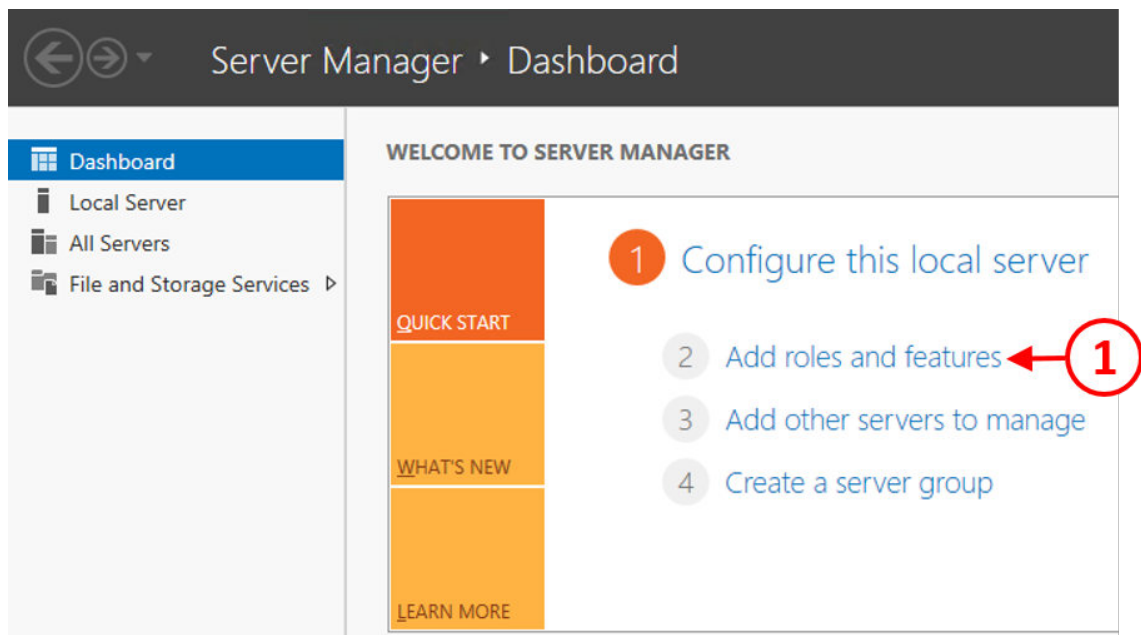 Server Manager ‣ Dashboard
Dashboard
Local Server
All Servers
File and Storage Services
WELCOME TO SERVER MANAGER
QUICK START
WHAT'S NEW
LEARN MORE
1 Configure this local server
2 Add roles and features 1
3 Add other servers to manage
4 Create a server group